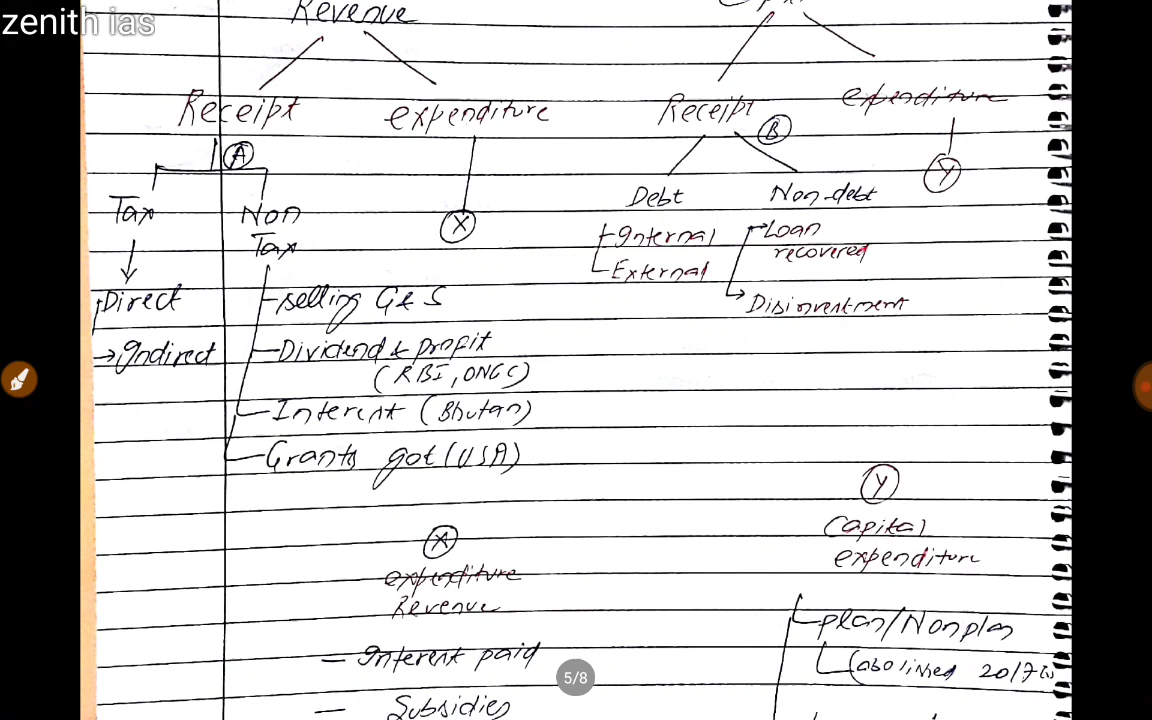 zenith ias
Revenue
Receipt
expenditure
Receipt
expenditure
A
B
X
Y
Tax
Non
Tax
Debt
Non-debt
Internal
External
Loan
recovered
Disinvestment
Direct
Indirect
selling G & S
Dividend & profit
(RBI, ONGC)
Interest (Bhutan)
Grants got (USA)
X
expenditure
Revenue
Interest paid
Subsidies
Y
Capital
expenditure
plan/Nonplan
(abolished 2017
5/8